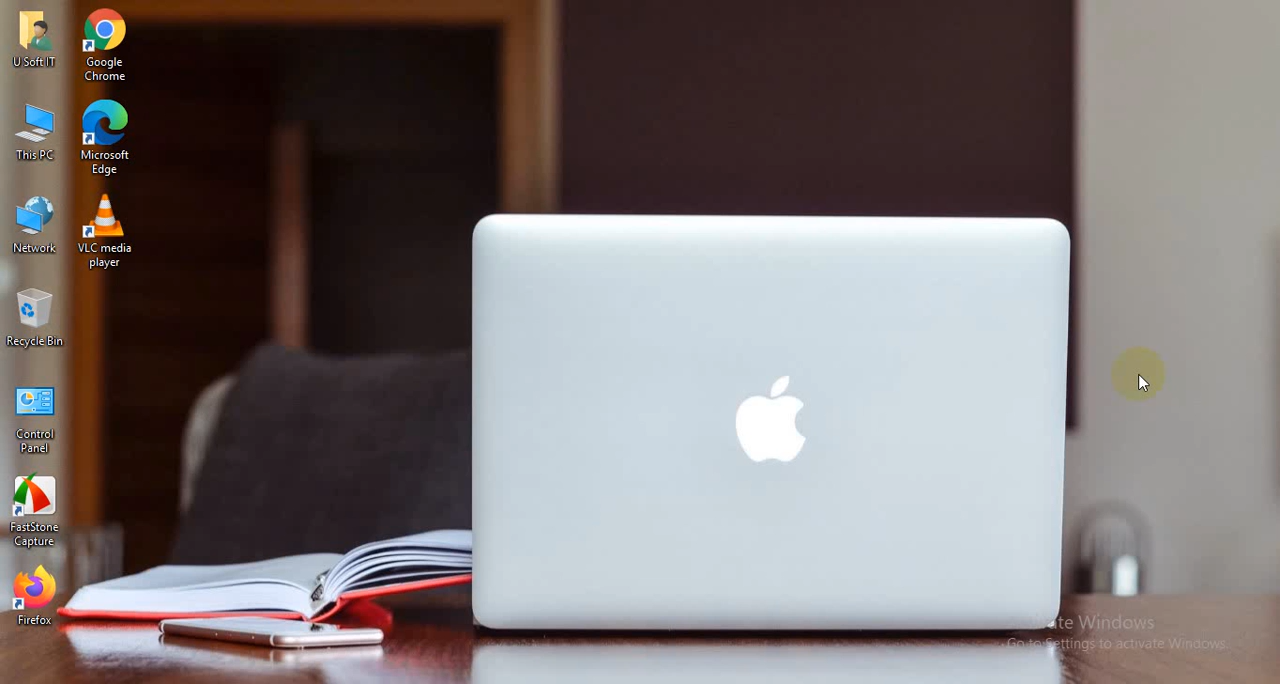 U Soft IT
Google
Chrome
This PC
Microsoft
Edge
Network
VLC media
player
Recycle Bin
Control
Panel
FastStone
Capture
Firefox
Windows
Go to Settings to activate Windows.